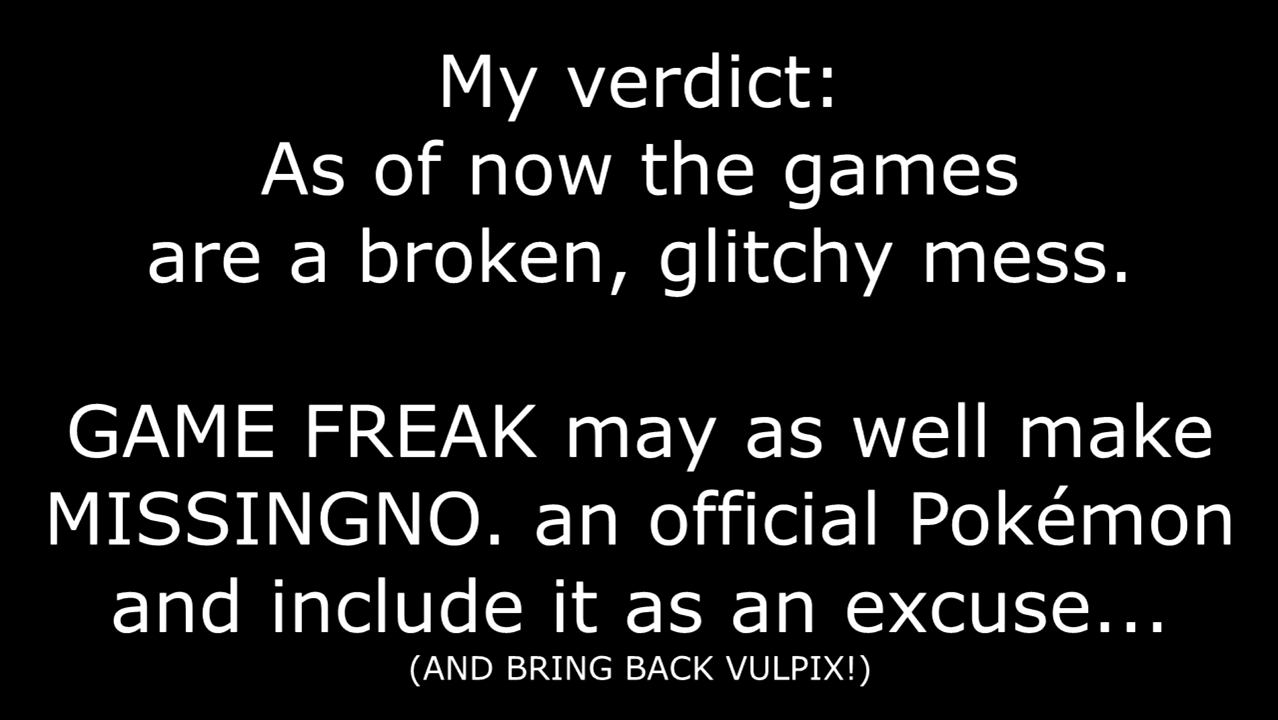 My verdict:
As of now the games
are a broken, glitchy mess.
GAME FREAK may as well make
MISSINGNO. an official Pokémon
and include it as an excuse...
(AND BRING BACK VULPIX!)